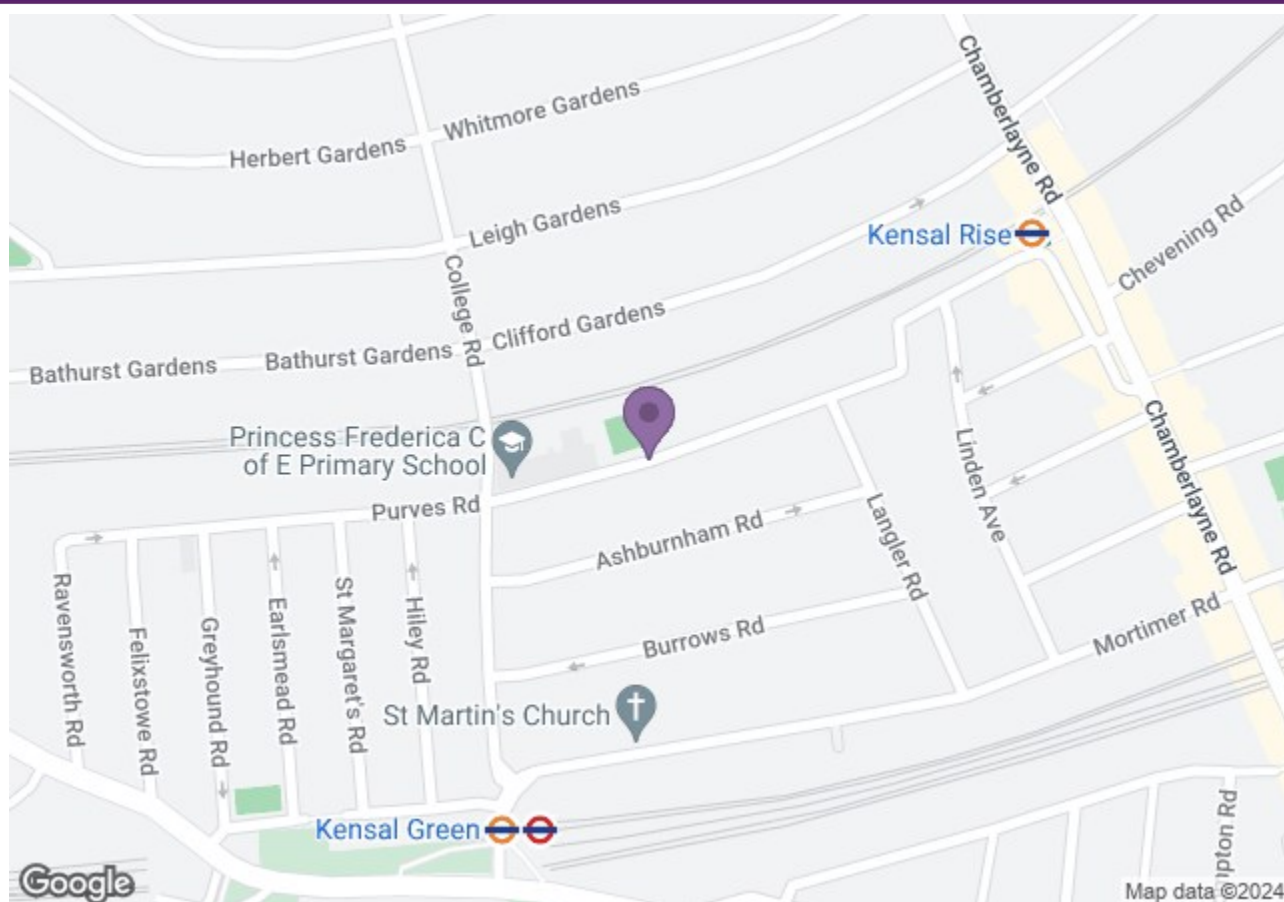 Chamberlayne Rd
Whitmore Gardens
Herbert Gardens
Leigh Gardens
Kensal Rise
Chevening Rd
College Rd
Clifford Gardens
Bathurst Gardens
Bathurst Gardens
Princess Frederica C
of E Primary School
Purves Rd
Ashburnham Rd
Langler Rd
Linden Ave
Chamberlayne Rd
Mortimer Rd
Burrows Rd
Ravensworth Rd
Felixstowe Rd
Greyhound Rd
Earlsmead Rd
St Margaret's Rd
Hiley Rd
St Martin's Church
Kensal Green
Rd
Google
Map data ©2024